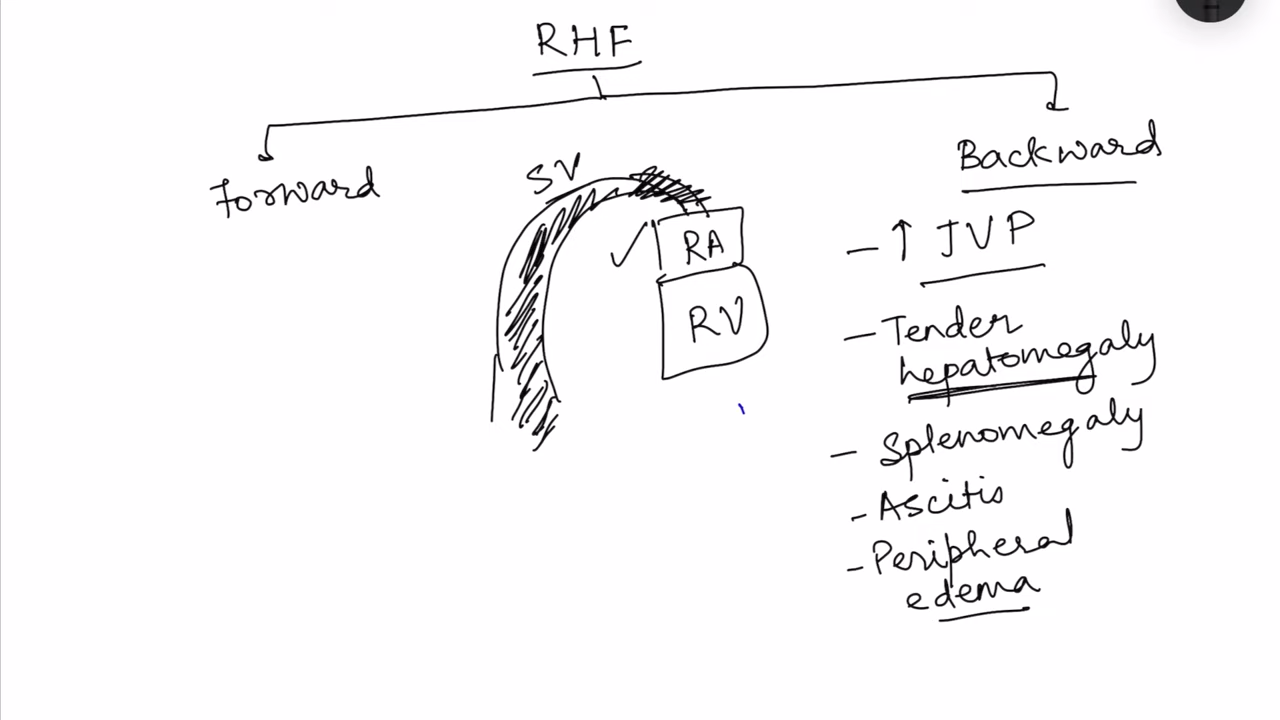 RHF
Forward
Backward
SV
RA
RV
- ↑ JVP
- Tender
hepatomegaly
- Splenomegaly
- Ascitis
- Peripheral
edema